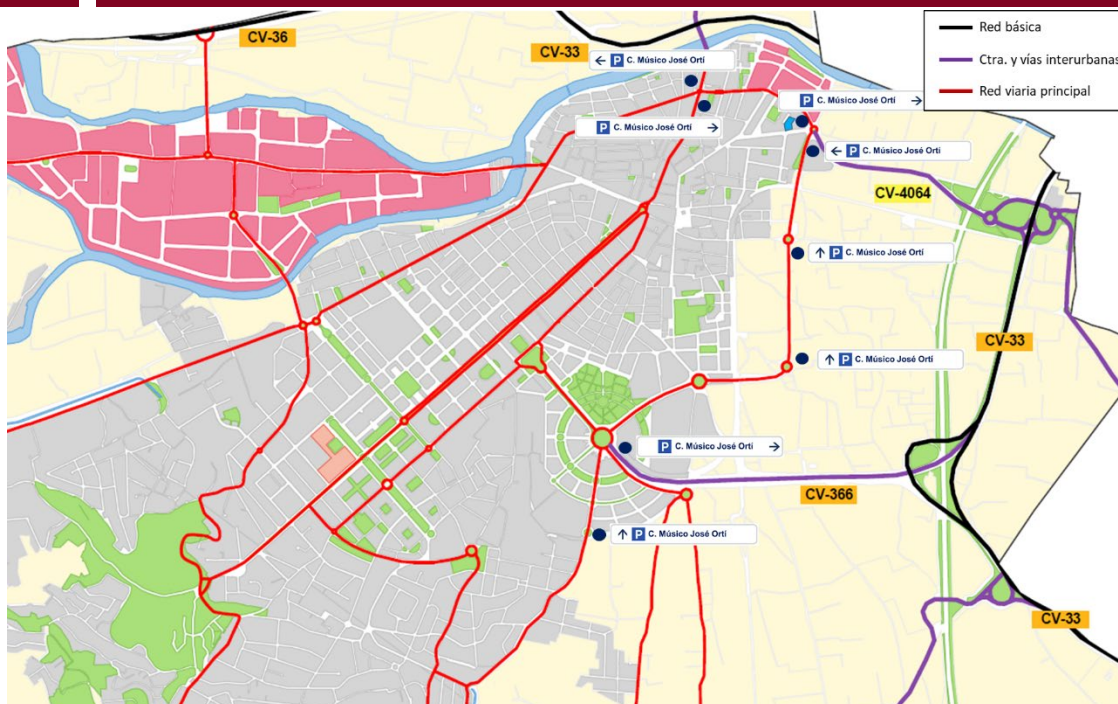 Red básica
CV-36
CV-33
← P C. Músico José Ortí
Ctra. y vías interurbanas
Red viaria principal
P C. Músico José Ortí →
P C. Músico José Ortí →
← P C. Músico José Ortí
CV-4064
↑ P C. Músico José Ortí
CV-33
↑ P C. Músico José Ortí
P C. Músico José Ortí →
CV-366
↑ P C. Músico José Ortí
CV-33